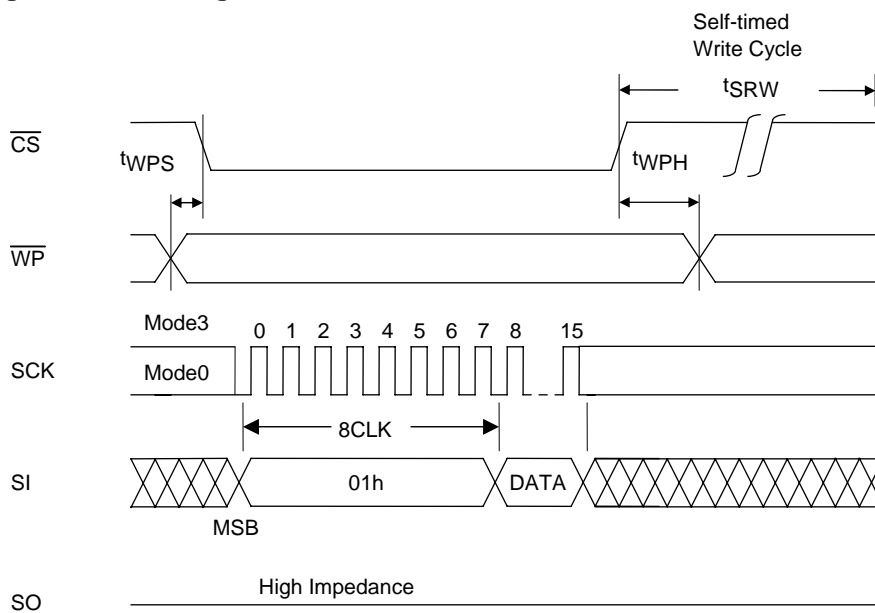 Self-timed
Write Cycle
tSRW
CS
tWPS
tWPH
WP
Mode3
0 1 2 3 4 5 6 7 8 15
SCK
Mode0
8CLK
SI
01h
DATA
MSB
High Impedance
SO